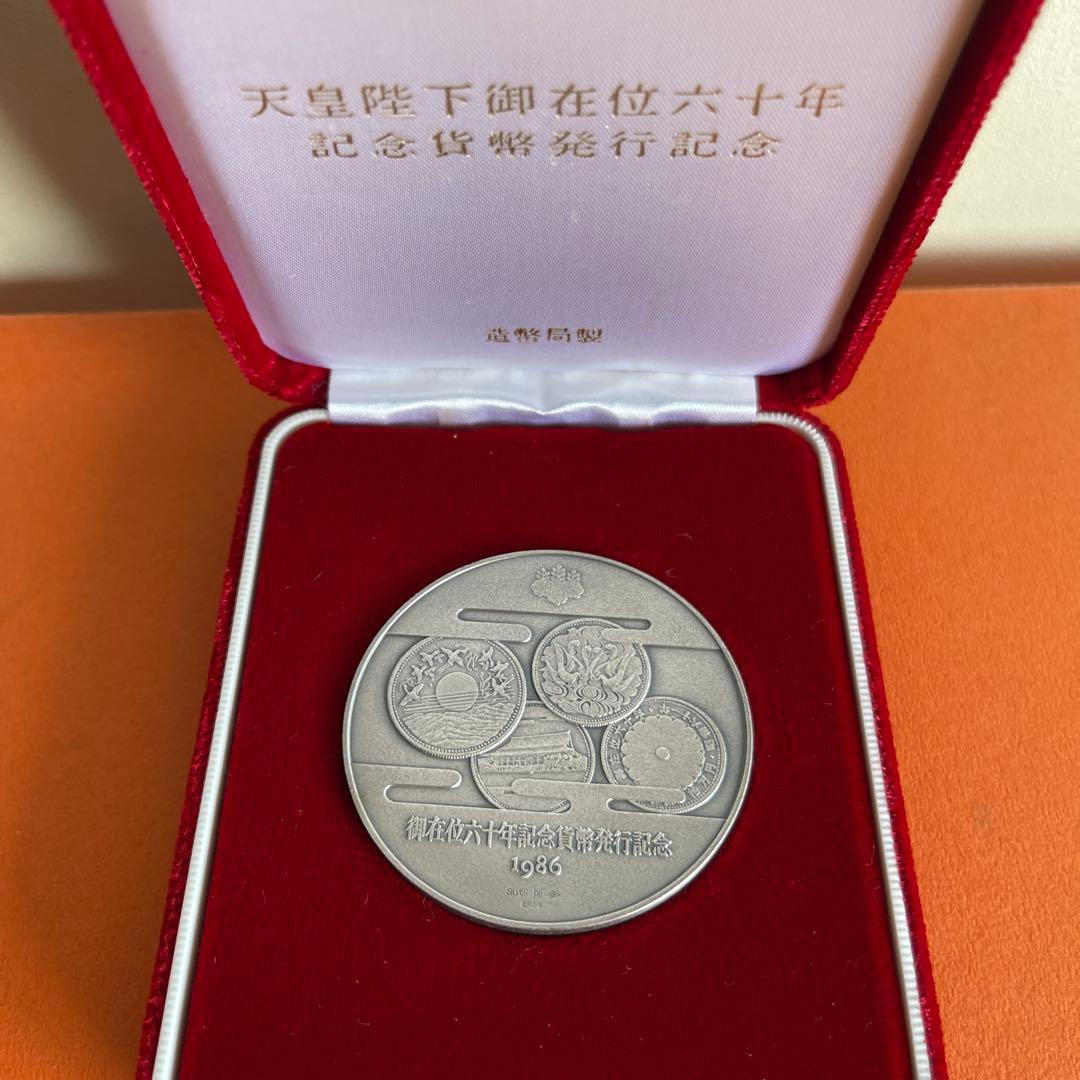 天皇陛下御在位六十年
記念貨幣発行記念
造幣局製
御在位六十年記念貨幣発行記念
1986
SILVER